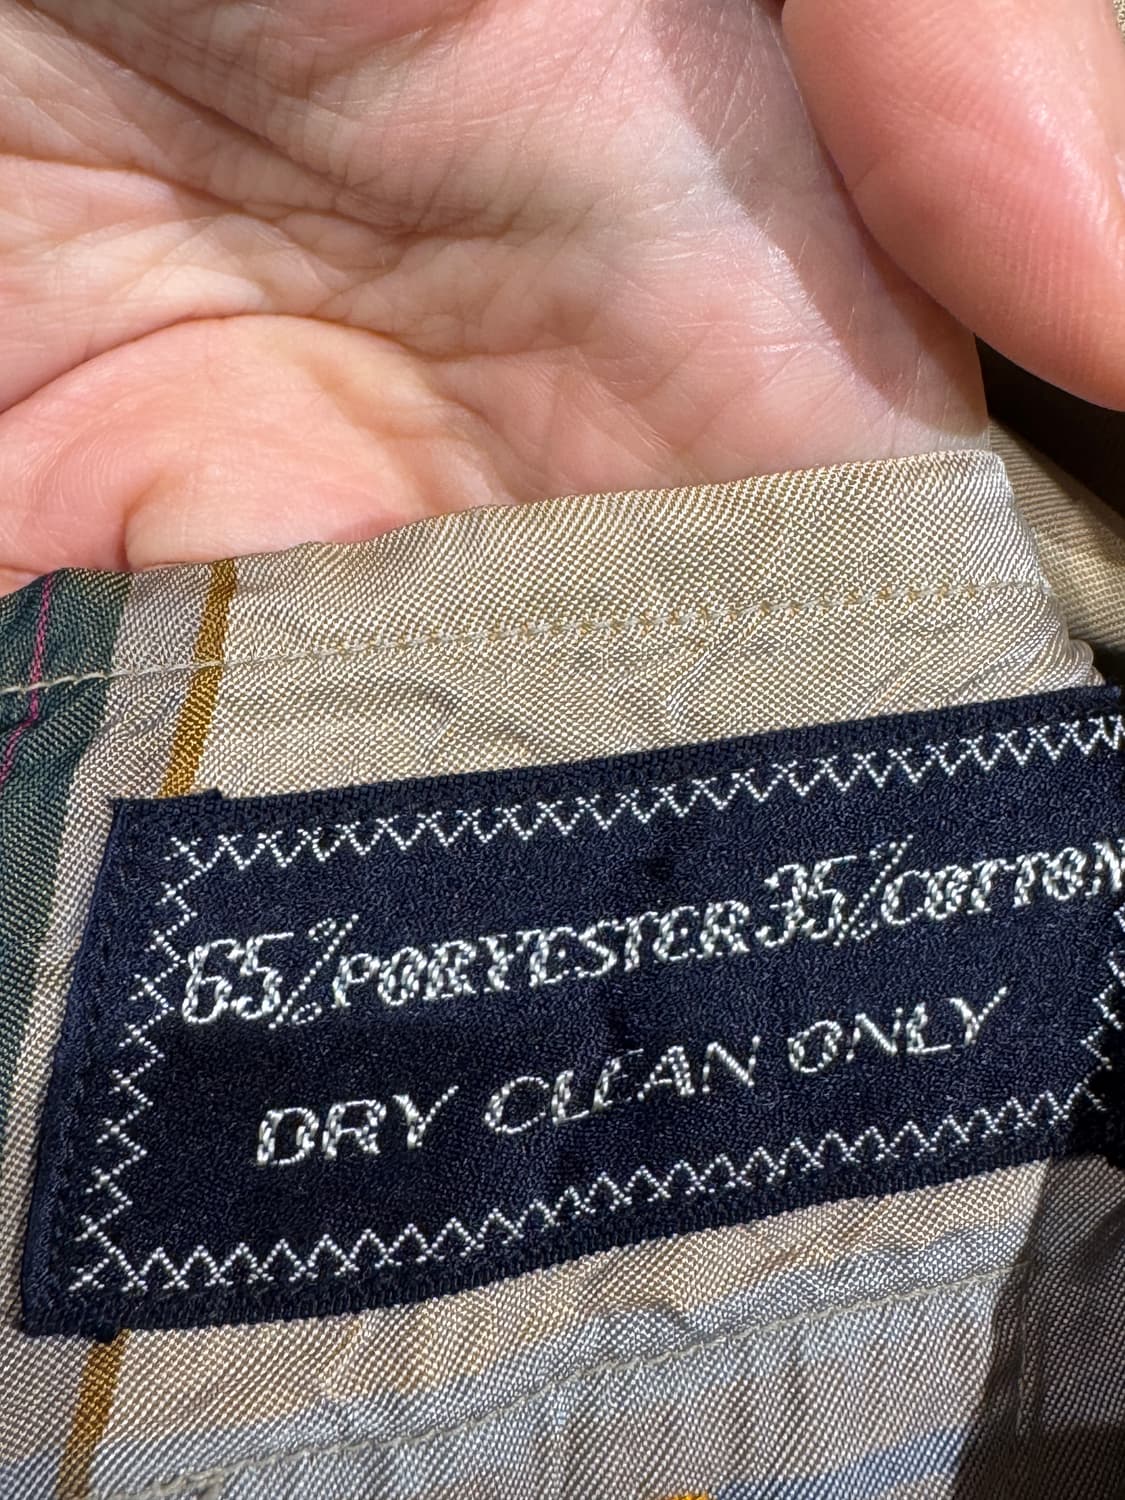 65% PORYESTER 35% COTTON
DRY CLEAN ONLY